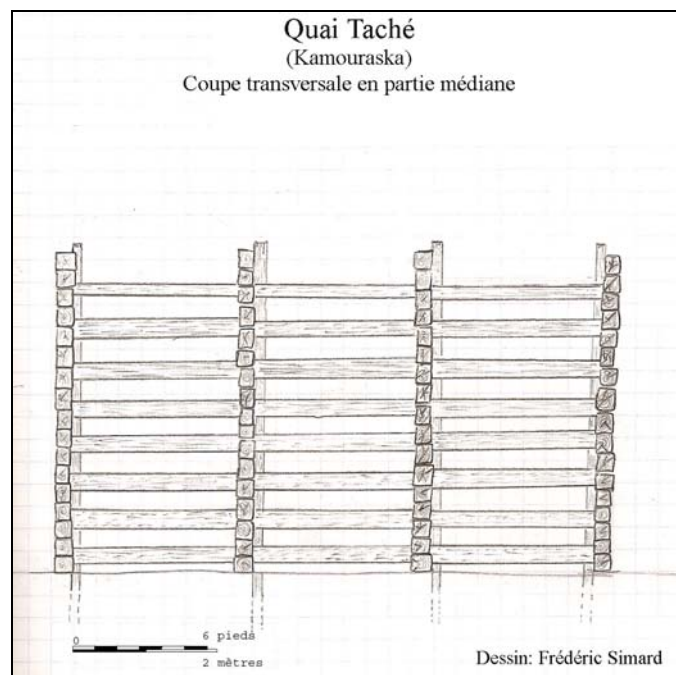 Quai Taché
(Kamouraska)
Coupe transversale en partie médiane
0
6 pieds
2 mètres
Dessin: Frédéric Simard